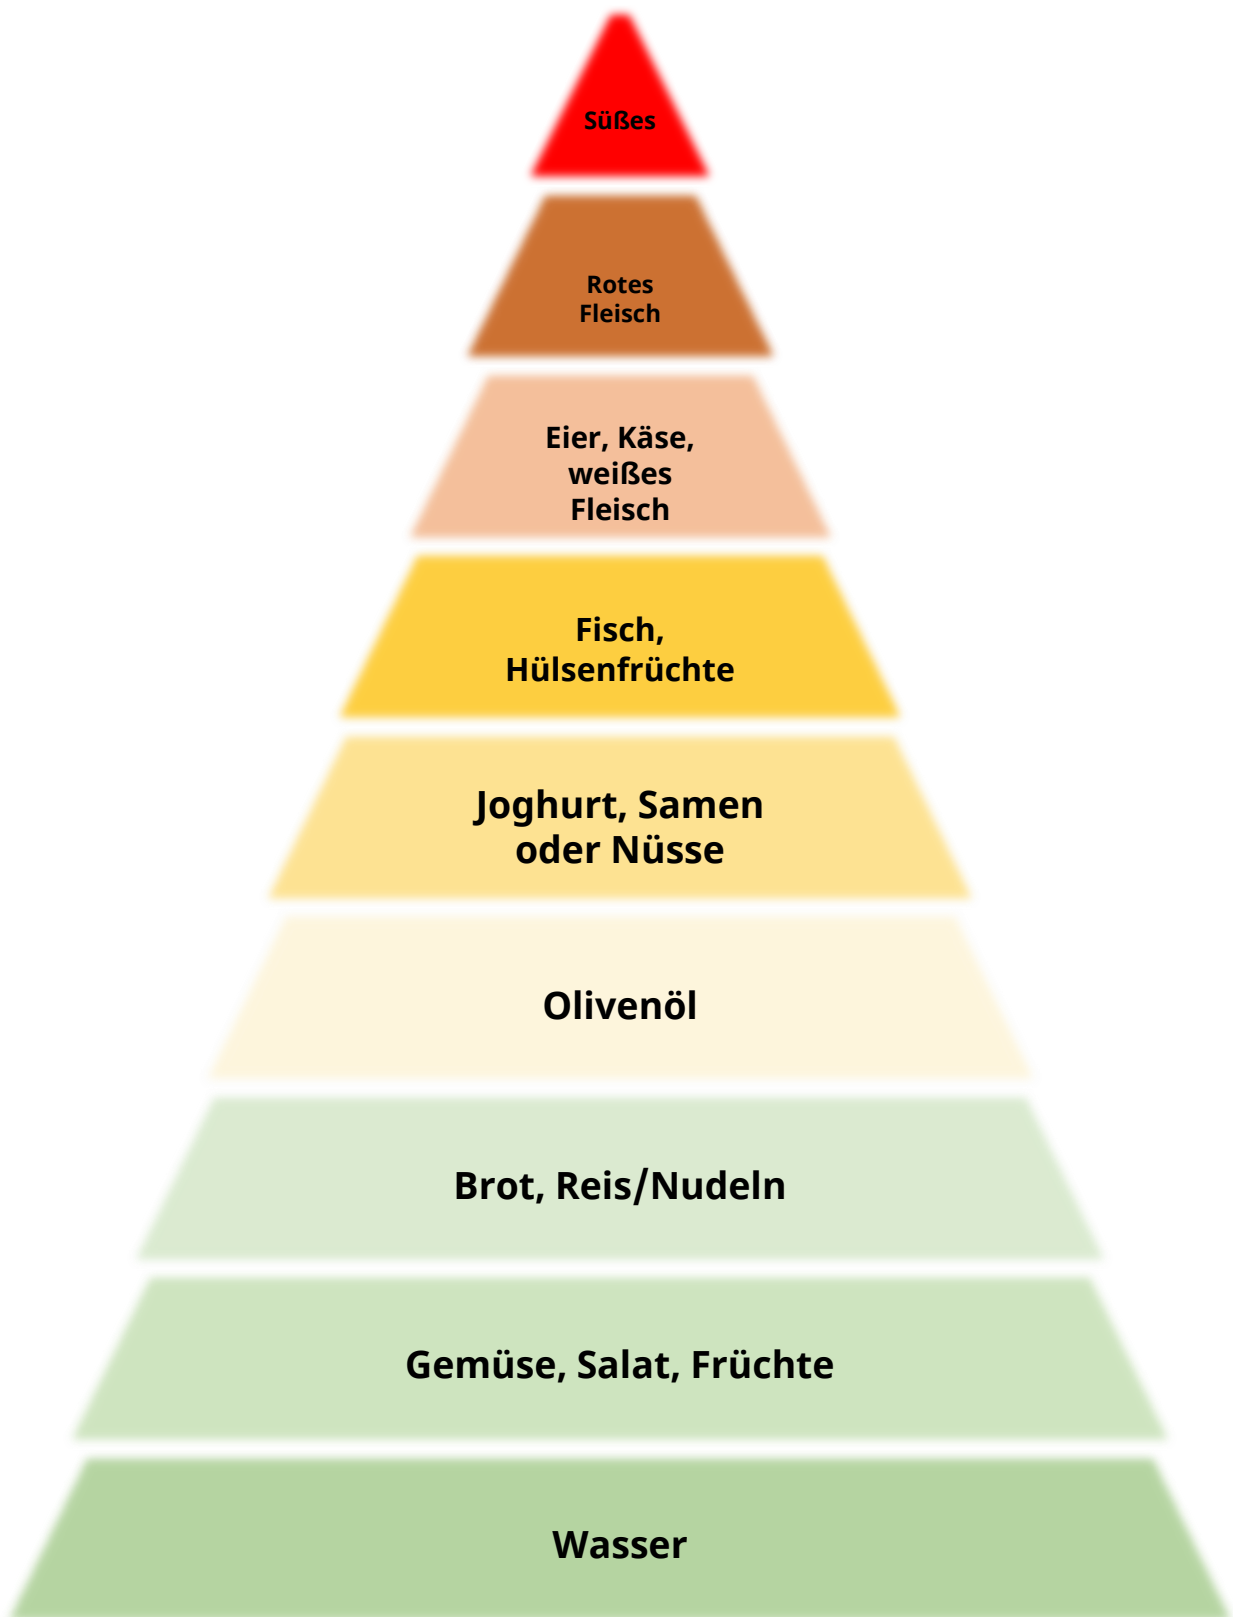 Süßes
Rotes
Fleisch
Eier, Käse,
weißes
Fleisch
Fisch,
Hülsenfrüchte
Joghurt, Samen
oder Nüsse
Olivenöl
Brot, Reis/Nudeln
Gemüse, Salat, Früchte
Wasser